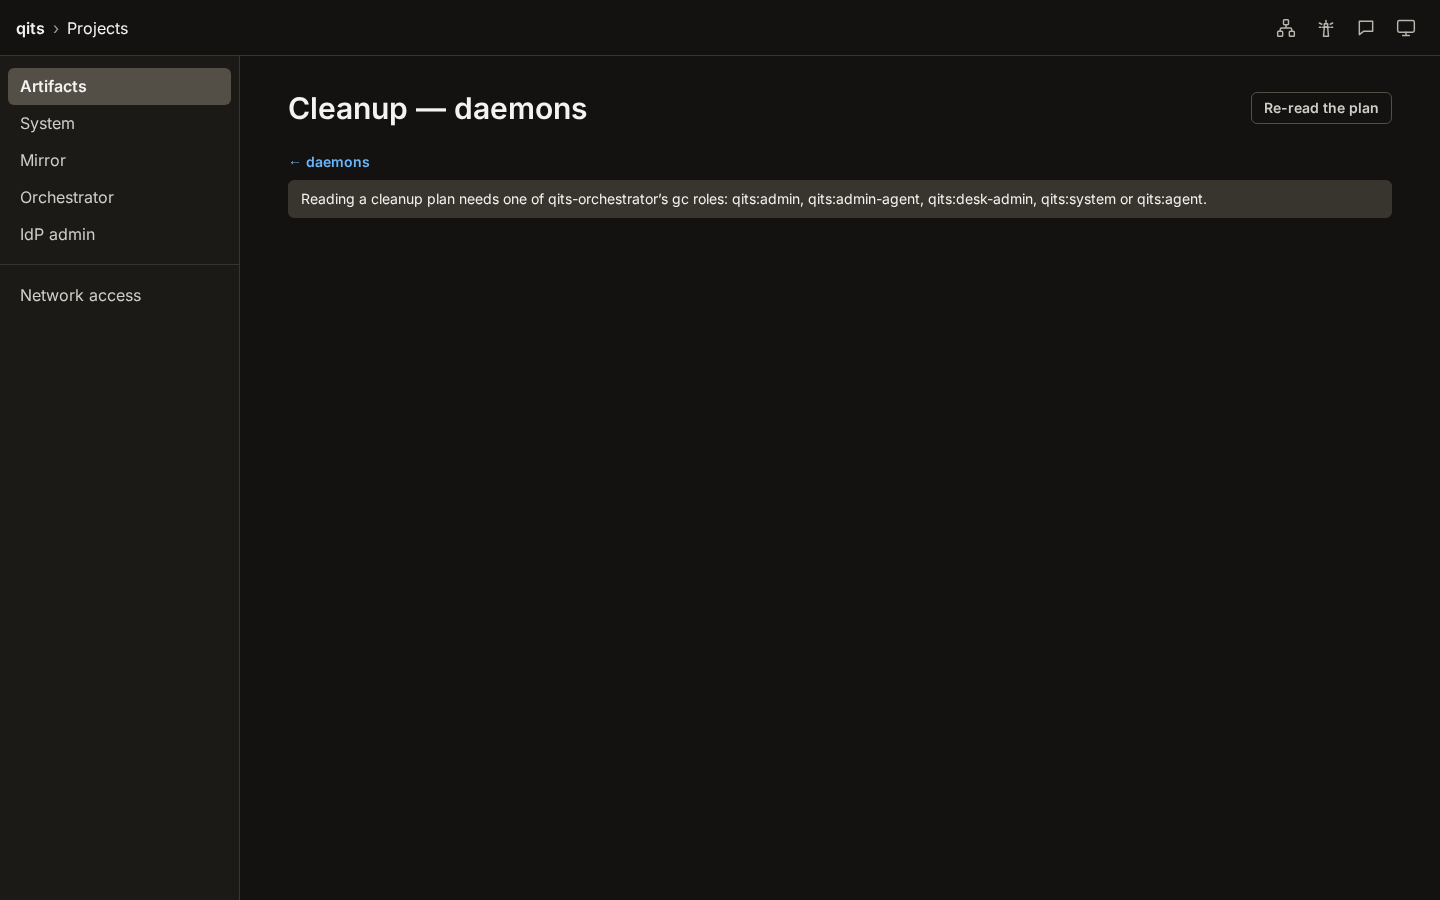 qits › Projects
Artifacts
System
Mirror
Orchestrator
IdP admin
Network access
Cleanup — daemons
Re-read the plan
← daemons
Reading a cleanup plan needs one of qits-orchestrator’s gc roles: qits:admin, qits:admin-agent, qits:desk-admin, qits:system or qits:agent.